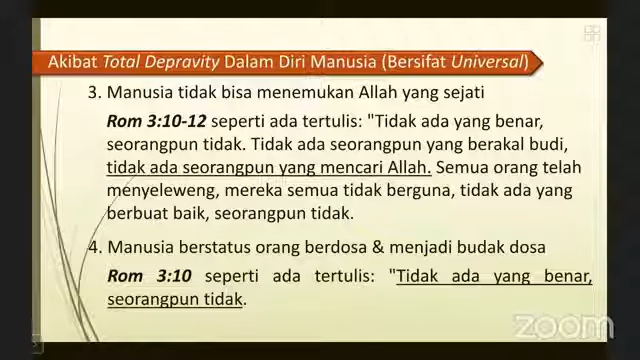 Akibat Total Depravity Dalam Diri Manusia (Bersifat Universal)
3. Manusia tidak bisa menemukan Allah yang sejati
Rom 3:10-12 seperti ada tertulis: "Tidak ada yang benar,
seorangpun tidak. Tidak ada seorangpun yang berakal budi,
tidak ada seorangpun yang mencari Allah. Semua orang telah
menyeleweng, mereka semua tidak berguna, tidak ada yang
berbuat baik, seorangpun tidak.
4. Manusia berstatus orang berdosa & menjadi budak dosa
Rom 3:10 seperti ada tertulis: "Tidak ada yang benar,
seorangpun tidak.
zoom